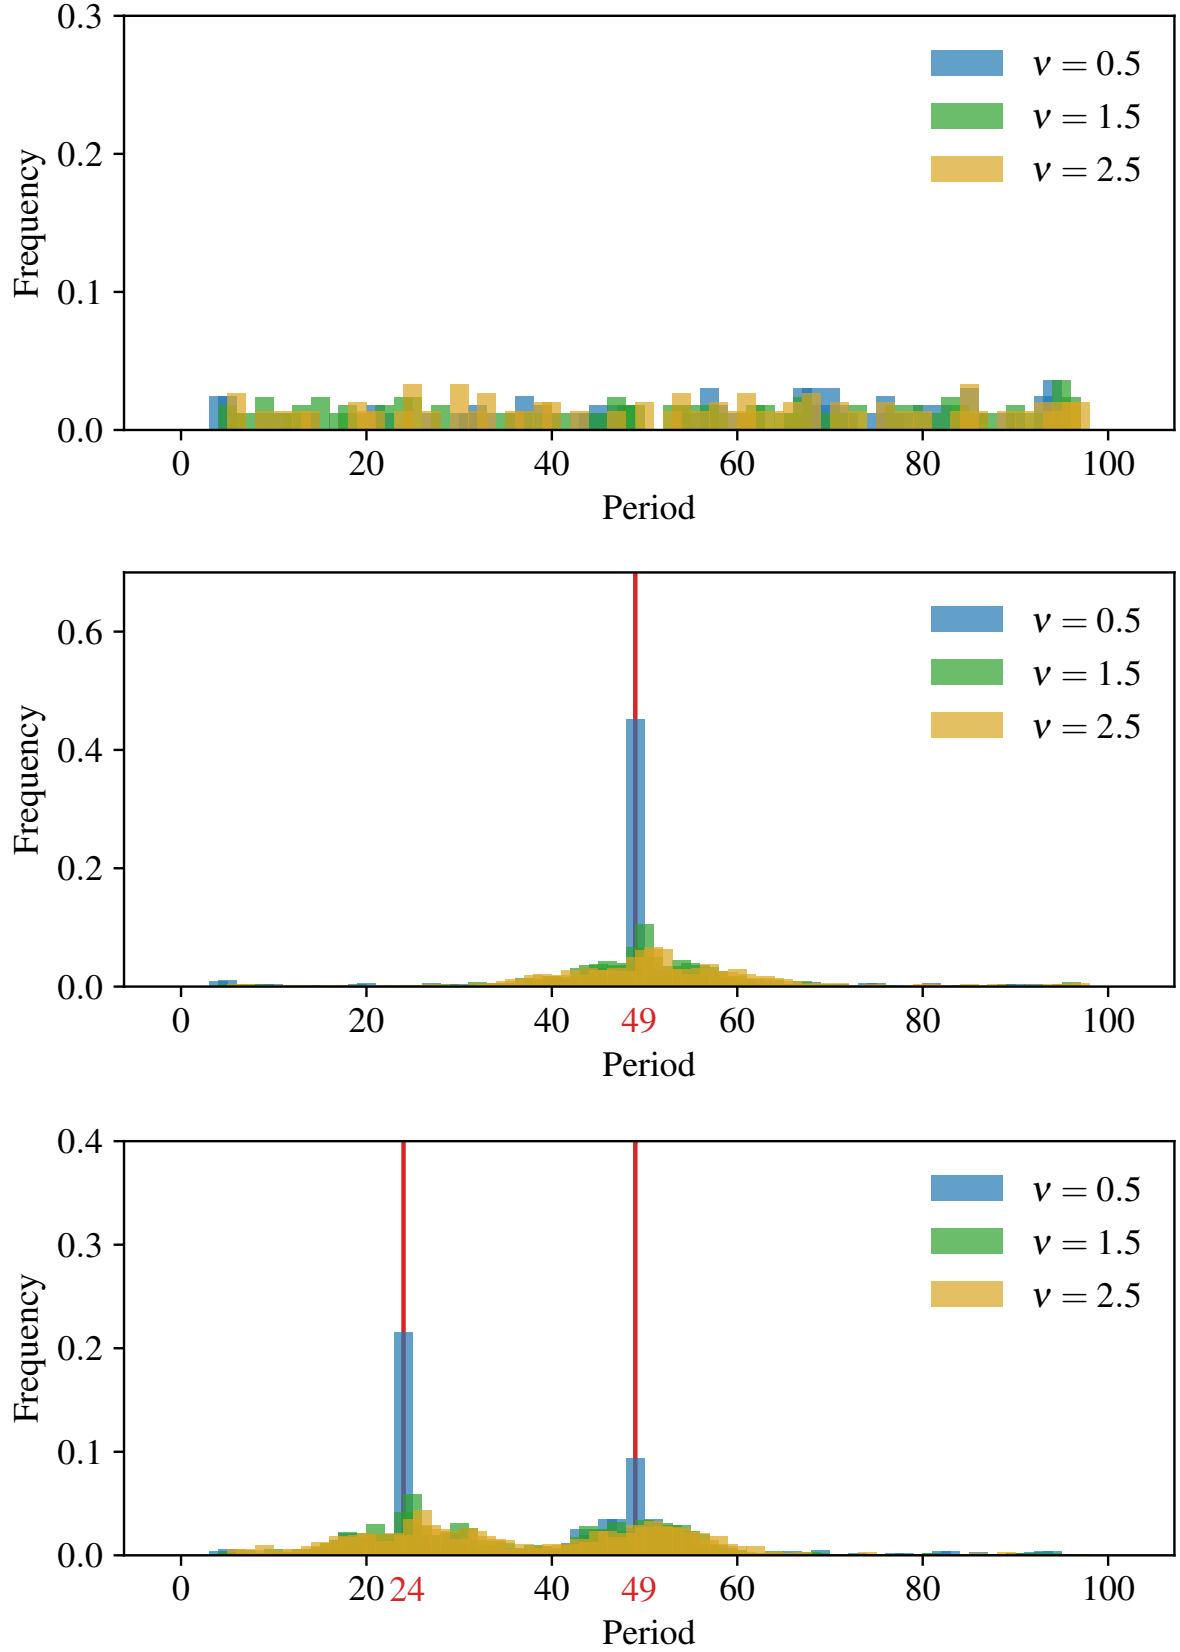 0.3
0.2
0.1
0.0
Frequency
ν = 0.5
ν = 1.5
ν = 2.5
0 20 40 60 80 100
Period
0.6
0.4
0.2
0.0
Frequency
ν = 0.5
ν = 1.5
ν = 2.5
0 20 40 49 60 80 100
Period
0.4
0.3
0.2
0.1
0.0
Frequency
ν = 0.5
ν = 1.5
ν = 2.5
0 20 24 40 49 60 80 100
Period